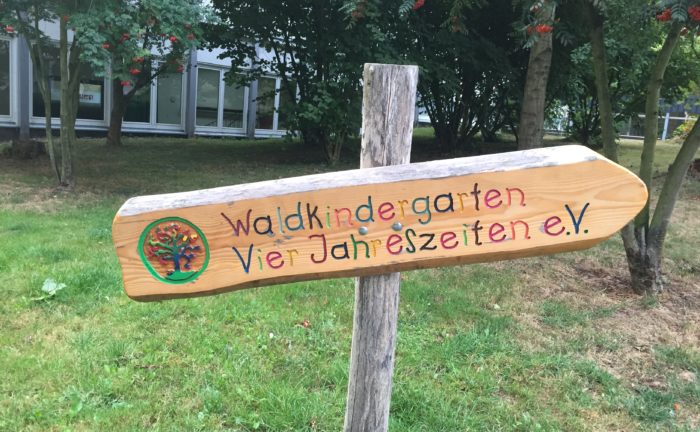 Waldkindergarten
Vier Jahreszeiten e.V.